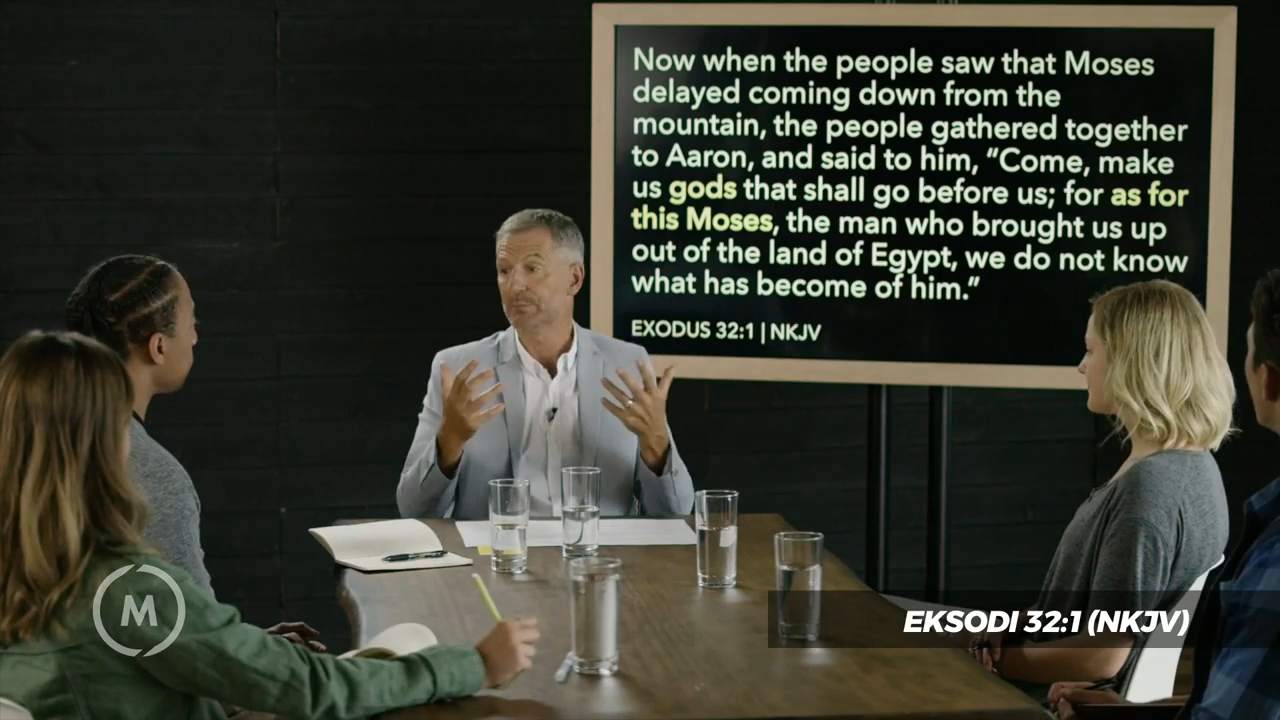 Now when the people saw that Moses
delayed coming down from the
mountain, the people gathered together
to Aaron, and said to him, “Come, make
us gods that shall go before us; for as for
this Moses, the man who brought us up
out of the land of Egypt, we do not know
what has become of him.”
EXODUS 32:1 | NKJV
M
EKSODI 32:1 (NKJV)